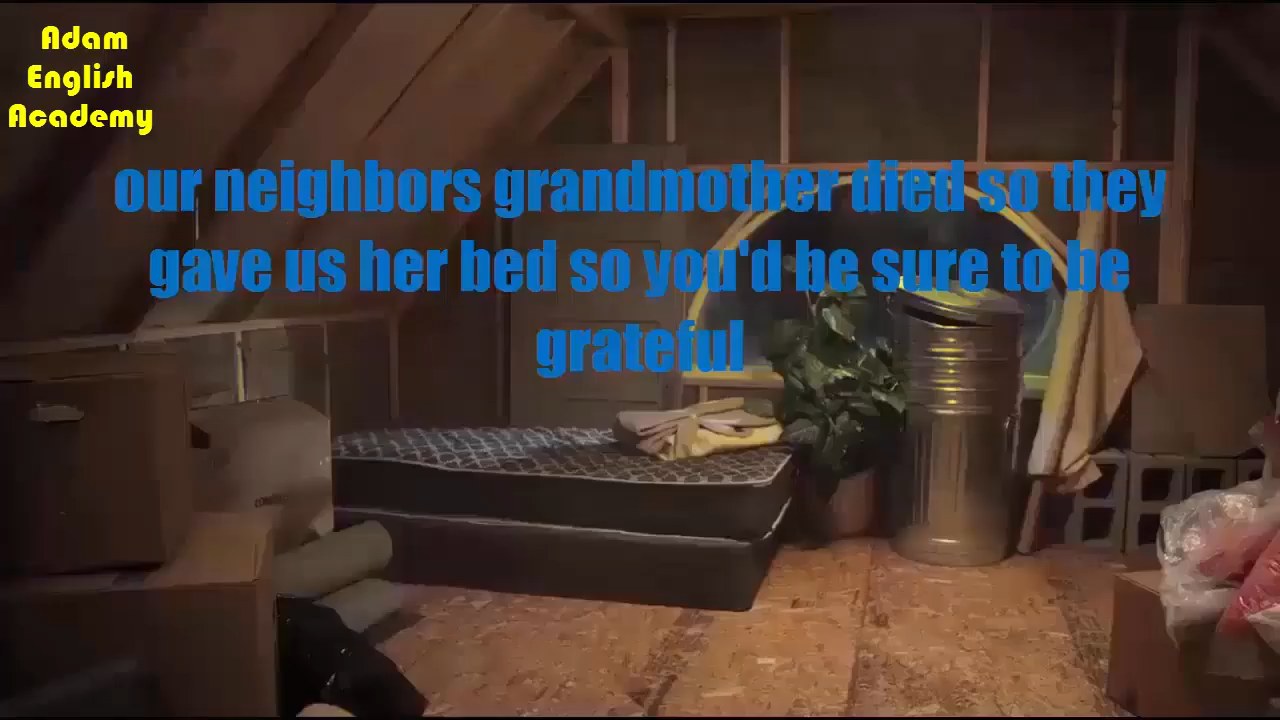 Adam
English
Academy
our neighbors grandmother died so they
gave us her bed so you'd be sure to be
grateful